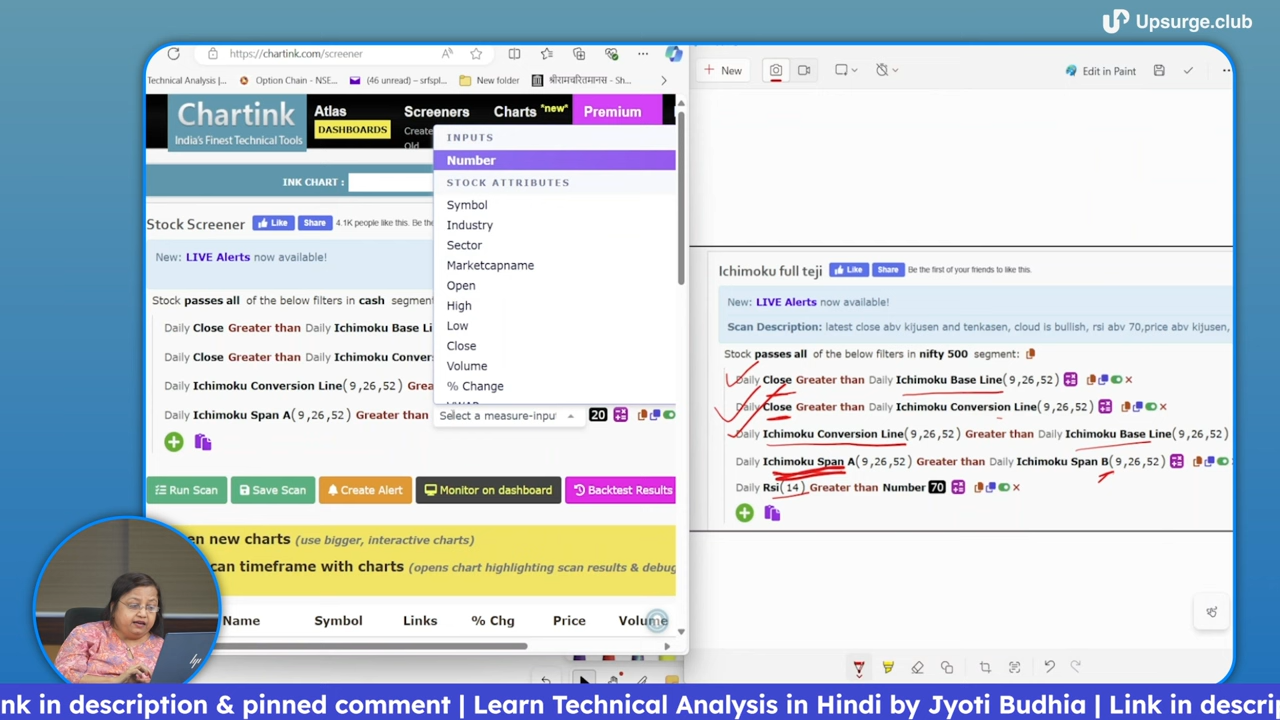 Upsurge.club
https://chartink.com/screener
Technical Analysis |... Option Chain - NSE... (46 unread) – srfspl... New folder श्रीरामचरितमानस - Sh...
Chartink
India's Finest Technical Tools
Atlas
DASHBOARDS
Screeners
Create
Old
Charts "new"
Premium
INK CHART :
INPUTS
Number
STOCK ATTRIBUTES
Symbol
Industry
Sector
Marketcapname
Open
High
Low
Close
Volume
% Change
Stock Screener Like Share 4.1K people like this. Be the
New: LIVE Alerts now available!
Stock passes all of the below filters in cash segment
Daily Close Greater than Daily Ichimoku Base Li
Daily Close Greater than Daily Ichimoku Conver
Daily Ichimoku Conversion Line(9,26,52) Grea
Daily Ichimoku Span A(9,26,52) Greater than Select a measure-input 20
Run Scan Save Scan Create Alert Monitor on dashboard Backtest Results
en new charts (use bigger, interactive charts)
can timeframe with charts (opens chart highlighting scan results & debug
Name Symbol Links % Chg Price Volume
New
Edit in Paint
Ichimoku full teji Like Share Be the first of your friends to like this.
New: LIVE Alerts now available!
Scan Description: latest close abv kijusen and tenkasen, cloud is bullish, rsi abv 70,price abv kijusen,
Stock passes all of the below filters in nifty 500 segment:
Daily Close Greater than Daily Ichimoku Base Line(9,26,52)
Daily Close Greater than Daily Ichimoku Conversion Line(9,26,52)
Daily Ichimoku Conversion Line(9,26,52) Greater than Daily Ichimoku Base Line(9,26,52)
Daily Ichimoku Span A(9,26,52) Greater than Daily Ichimoku Span B(9,26,52)
Daily Rsi(14) Greater than Number 70
hp
nk in description & pinned comment | Learn Technical Analysis in Hindi by Jyoti Budhia | Link in descri